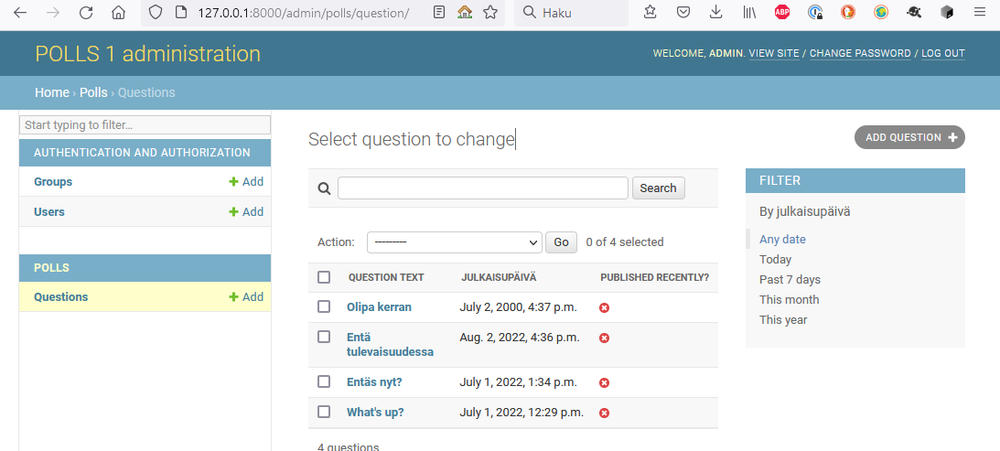 127.0.0.1:8000/admin/polls/question/
Haku
ABP
POLLS 1 administration
WELCOME, ADMIN. VIEW SITE / CHANGE PASSWORD / LOG OUT
Home › Polls › Questions
Start typing to filter...
AUTHENTICATION AND AUTHORIZATION
Groups + Add
Users + Add
POLLS
Questions + Add
Select question to change
ADD QUESTION +
Search
Action: --------- Go 0 of 4 selected
QUESTION TEXT JULKAISUPÄIVÄ PUBLISHED RECENTLY?
Olipa kerran July 2, 2000, 4:37 p.m.
Entä tulevaisuudessa Aug. 2, 2022, 4:36 p.m.
Entäs nyt? July 1, 2022, 1:34 p.m.
What's up? July 1, 2022, 12:29 p.m.
4 questions
FILTER
By julkaisupäivä
Any date
Today
Past 7 days
This month
This year